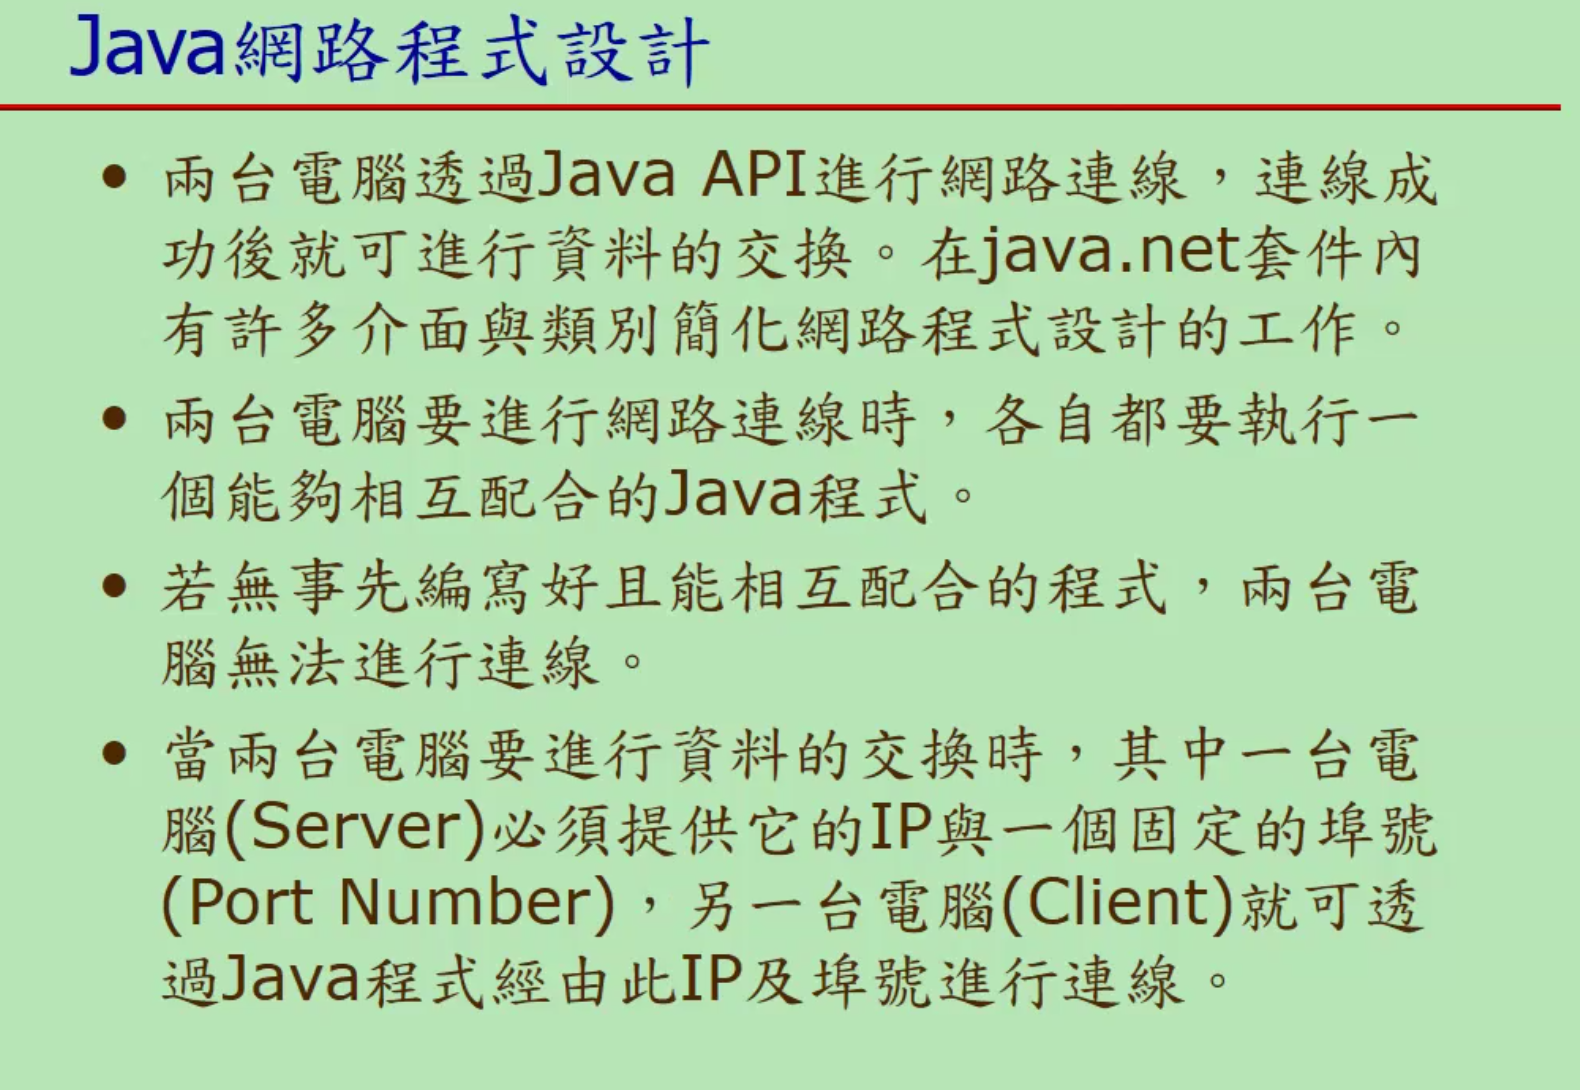 Java網路程式設計
• 兩台電腦透過Java API進行網路連線，連線成
功後就可進行資料的交換。在java.net套件內
有許多介面與類別簡化網路程式設計的工作。
• 兩台電腦要進行網路連線時，各自都要執行一
個能夠相互配合的Java程式。
• 若無事先編寫好且能相互配合的程式，兩台電
腦無法進行連線。
• 當兩台電腦要進行資料的交換時，其中一台電
腦(Server)必須提供它的IP與一個固定的埠號
(Port Number)，另一台電腦(Client)就可透
過Java程式經由此IP及埠號進行連線。